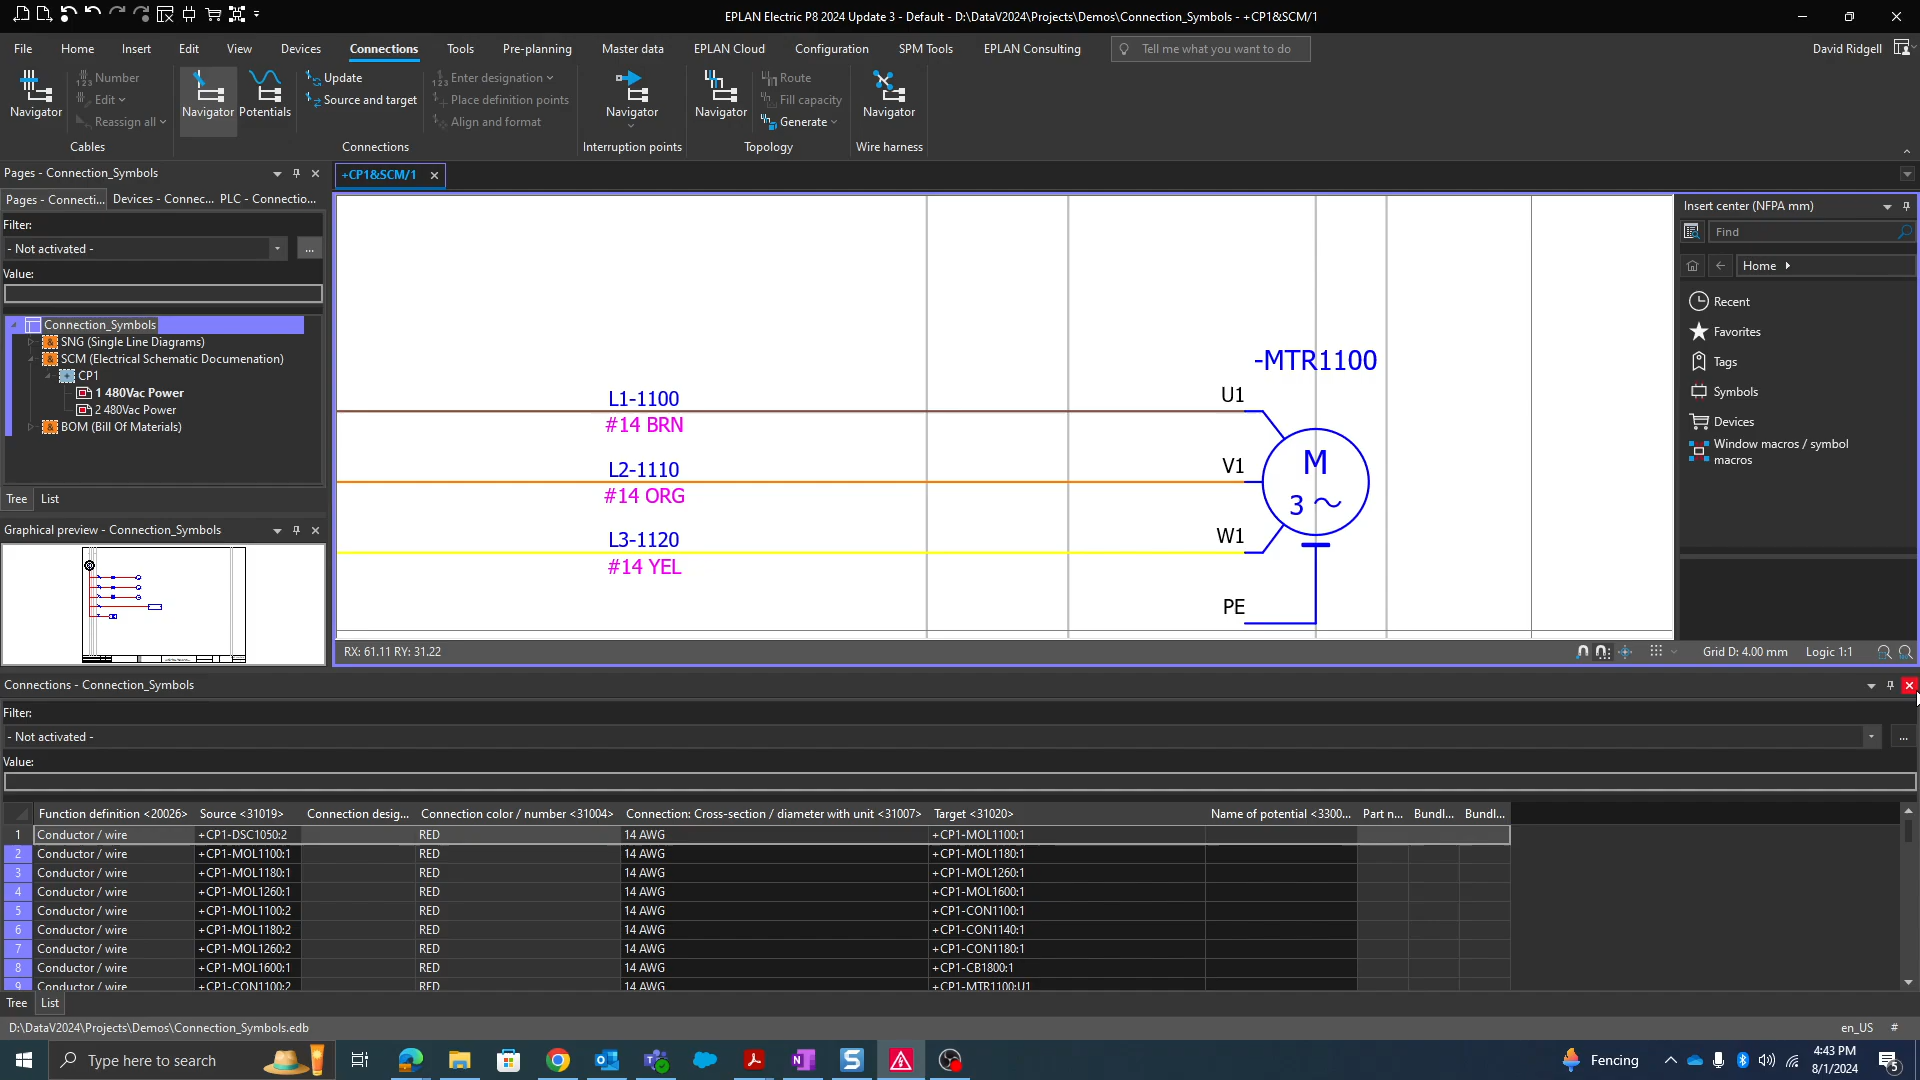 EPLAN Electric P8 2024 Update 3 - Default - D:\DataV2024\Projects\Demos\Connection_Symbols - +CP1&SCM/1
File Home Insert Edit View Devices Connections Tools Pre-planning Master data EPLAN Cloud Configuration SPM Tools EPLAN Consulting Tell me what you want to do David Ridgell
Number Update Enter designation Route
Edit Source and target Place definition points Fill capacity
Navigator Navigator Potentials Navigator Navigator Navigator
Reassign all Align and format Generate
Cables Connections Interruption points Topology Wire harness
Pages - Connection_Symbols
+CP1&SCM/1
Pages - Connecti... Devices - Connec... PLC - Connectio...
Filter:
- Not activated -
...
Value:
Connection_Symbols
SNG (Single Line Diagrams)
SCM (Electrical Schematic Documenation)
CP1
1 480Vac Power
2 480Vac Power
BOM (Bill Of Materials)
Tree List
Graphical preview - Connection_Symbols
-MTR1100
L1-1100
#14 BRN
U1
L2-1110
#14 ORG
V1
M
3 ~
L3-1120
#14 YEL
W1
PE
RX: 61.11 RY: 31.22
Grid D: 4.00 mm Logic 1:1
Insert center (NFPA mm)
Find
Home
Recent
Favorites
Tags
Symbols
Devices
Window macros / symbol
macros
Connections - Connection_Symbols
Filter:
- Not activated -
...
Value:
Function definition <20026> Source <31019> Connection desig... Connection color / number <31004> Connection: Cross-section / diameter with unit <31007> Target <31020> Name of potential <3300... Part n... Bundl... Bundl...
1 Conductor / wire +CP1-DSC1050:2 RED 14 AWG +CP1-MOL1100:1
2 Conductor / wire +CP1-MOL1100:1 RED 14 AWG +CP1-MOL1180:1
3 Conductor / wire +CP1-MOL1180:1 RED 14 AWG +CP1-MOL1260:1
4 Conductor / wire +CP1-MOL1260:1 RED 14 AWG +CP1-MOL1600:1
5 Conductor / wire +CP1-MOL1100:2 RED 14 AWG +CP1-CON1100:1
6 Conductor / wire +CP1-MOL1180:2 RED 14 AWG +CP1-CON1140:1
7 Conductor / wire +CP1-MOL1260:2 RED 14 AWG +CP1-CON1180:1
8 Conductor / wire +CP1-MOL1600:1 RED 14 AWG +CP1-CB1800:1
9 Conductor / wire +CP1-CON1100:2 RED 14 AWG +CP1-MTR1100:U1
Tree List
D:\DataV2024\Projects\Demos\Connection_Symbols.edb
en_US #
Type here to search
Fencing
4:43 PM
8/1/2024
5